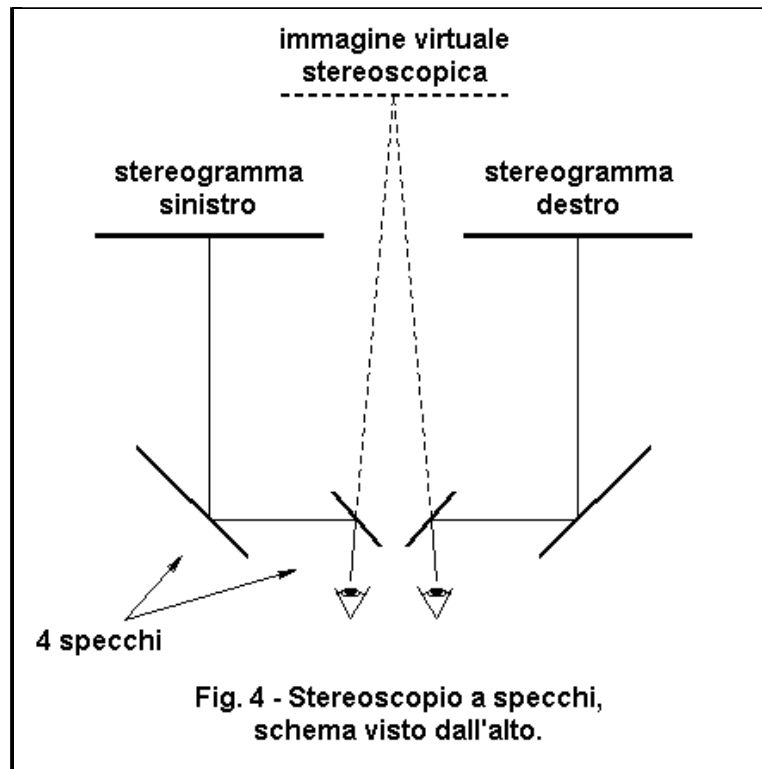 immagine virtuale
stereoscopica
stereogramma
sinistro
stereogramma
destro
4 specchi
Fig. 4 - Stereoscopio a specchi,
schema visto dall'alto.